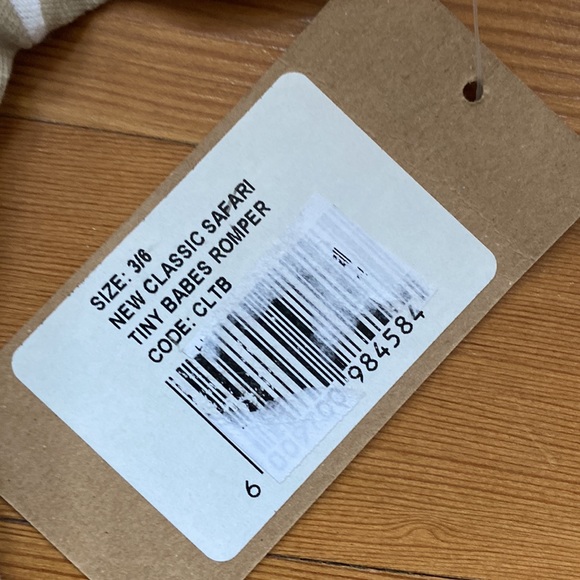 SIZE: 3/6
NEW CLASSIC SAFARI
TINY BABES ROMPER
CODE: CLTB
6 984584